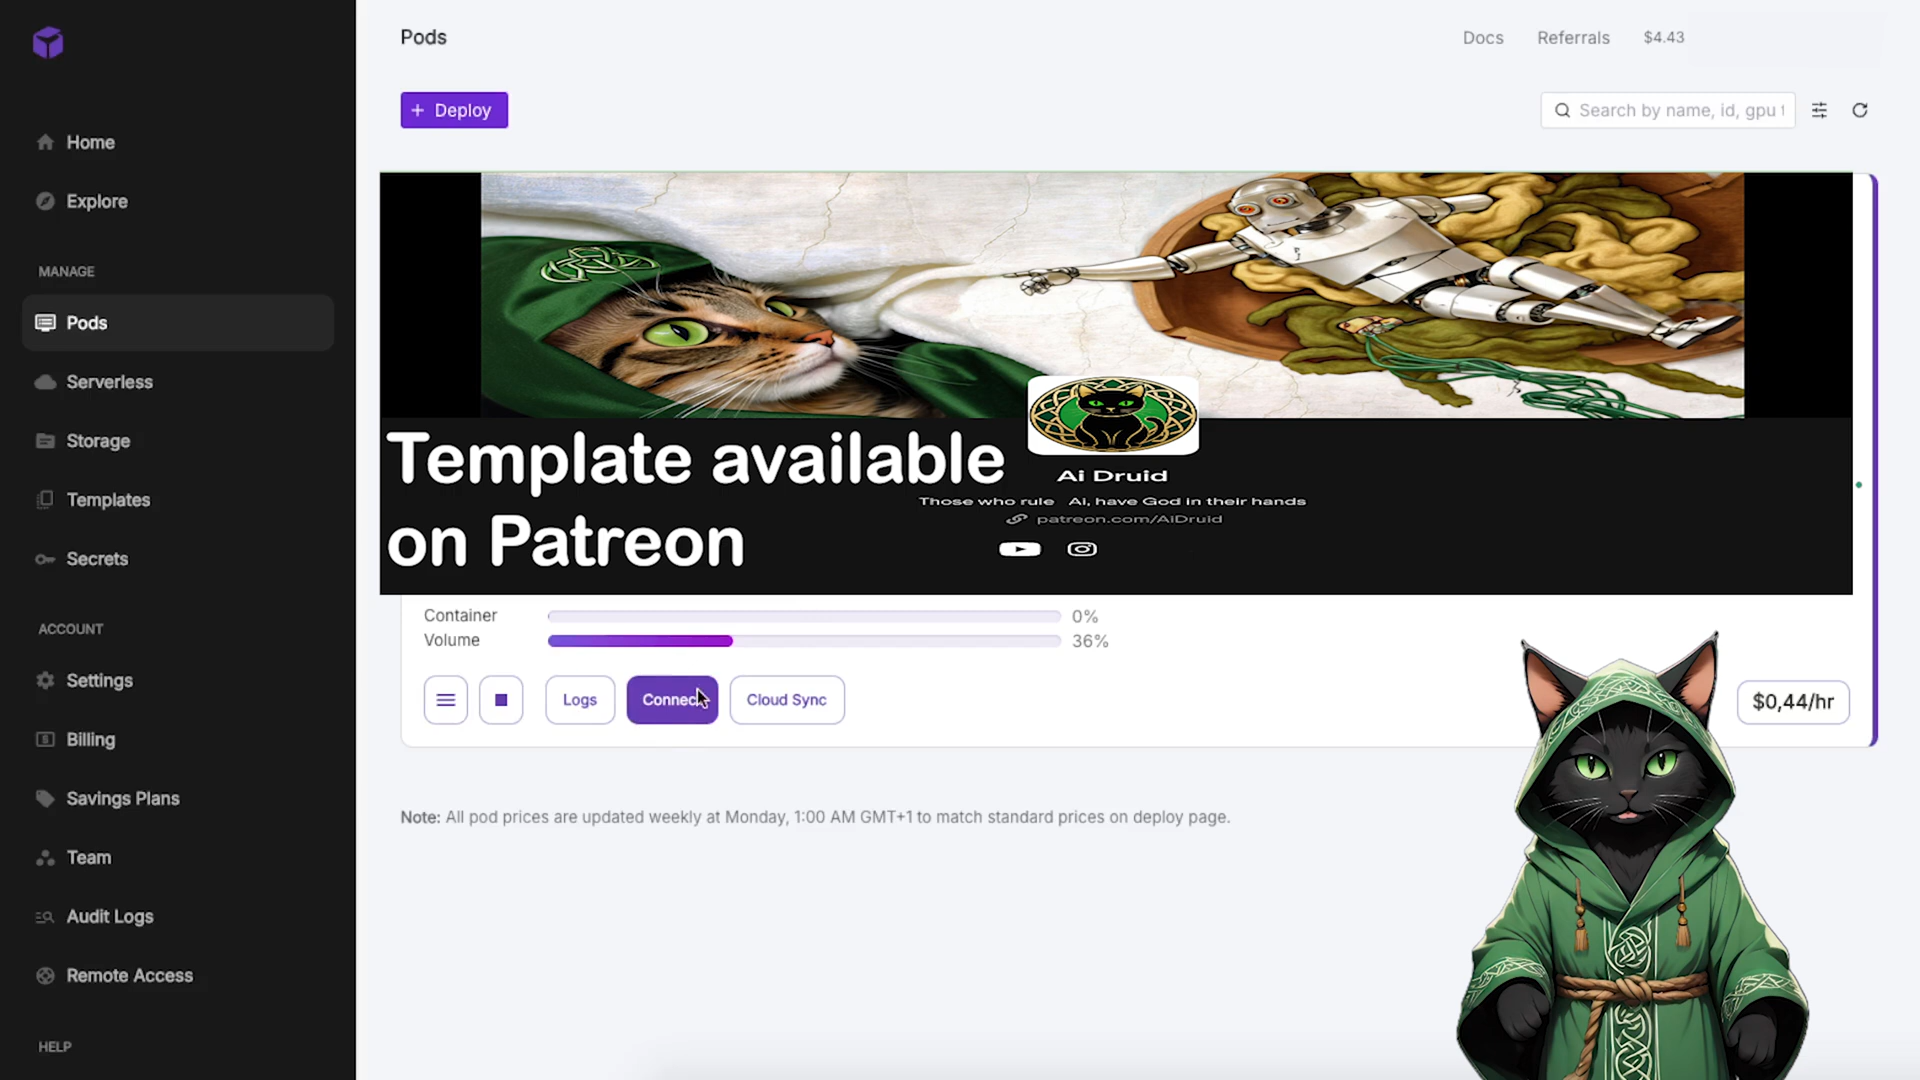 Pods
Docs
Referrals
$4.43
+ Deploy
Search by name, id, gpu t
Home
Explore
MANAGE
Pods
Serverless
Storage
Templates
Secrets
ACCOUNT
Settings
Billing
Savings Plans
Team
Audit Logs
Remote Access
HELP
Template available
on Patreon
Ai Druid
Those who rule Ai, have God in their hands
patreon.com/AiDruid
Container
0%
Volume
36%
Logs
Connect
Cloud Sync
$0,44/hr
Note: All pod prices are updated weekly at Monday, 1:00 AM GMT+1 to match standard prices on deploy page.